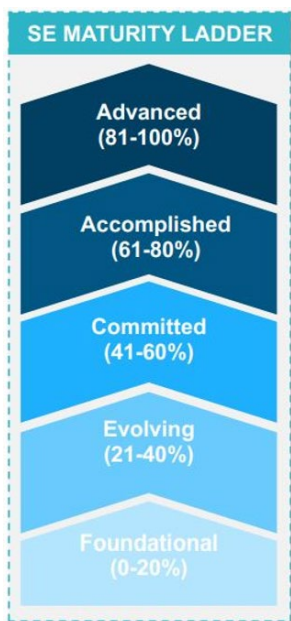 SE MATURITY LADDER
Advanced
(81-100%)
Accomplished
(61-80%)
Committed
(41-60%)
Evolving
(21-40%)
Foundational
(0-20%)